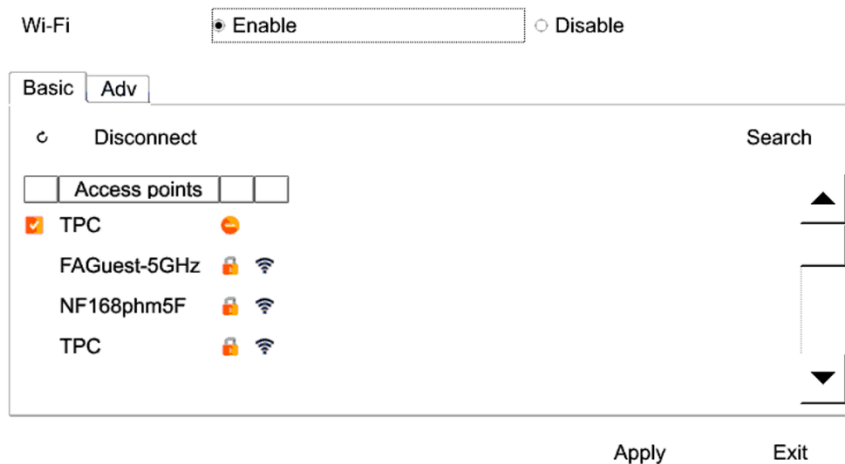 Wi-Fi Enable Disable
Basic Adv
Disconnect Search
Access points
TPC
FAGuest-5GHz
NF168phm5F
TPC
Apply Exit